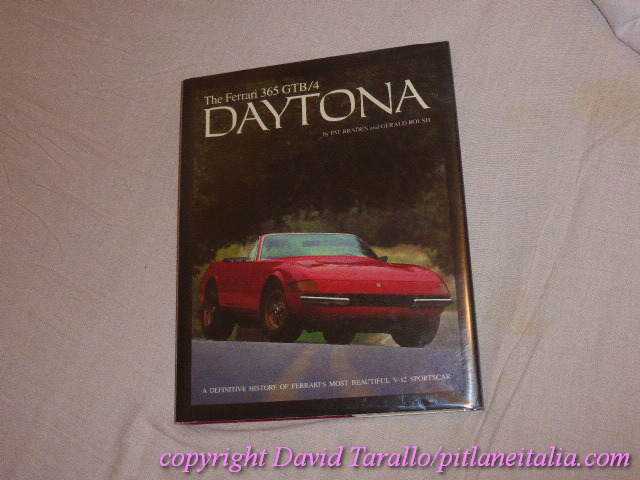 The Ferrari 365 GTB/4
DAYTONA
by PAT BRADEN and GERALD ROUSH
A DEFINITIVE HISTORY OF FERRARI'S MOST BEAUTIFUL V-12 SPORTSCAR
copyright David Tarallo/pitlaneitalia.com